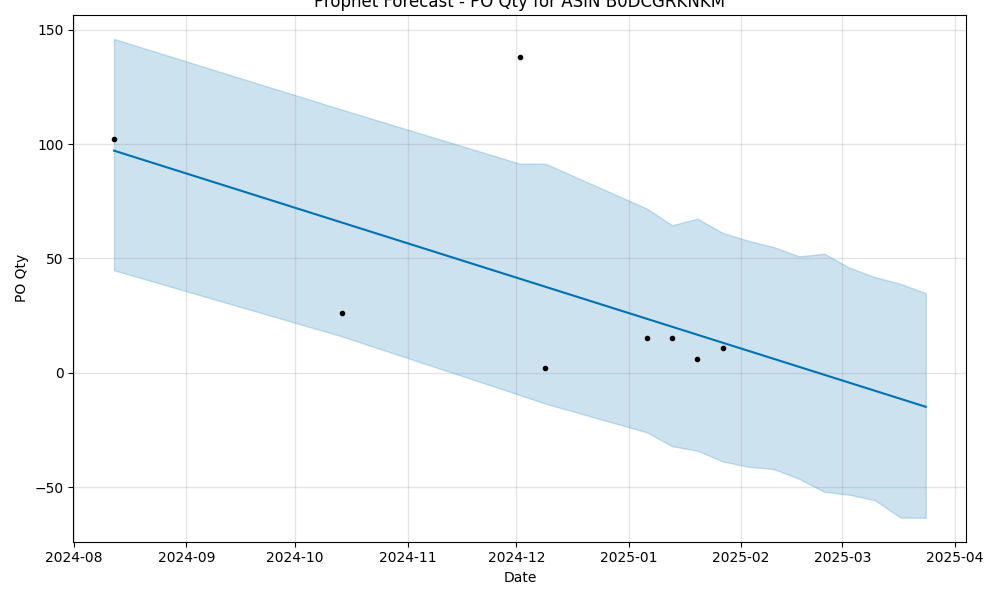 Prophet Forecast - PO Qty for ASIN B0DCGRKNKM
150
100
50
0
−50
PO Qty
2024-08 2024-09 2024-10 2024-11 2024-12 2025-01 2025-02 2025-03 2025-04
Date